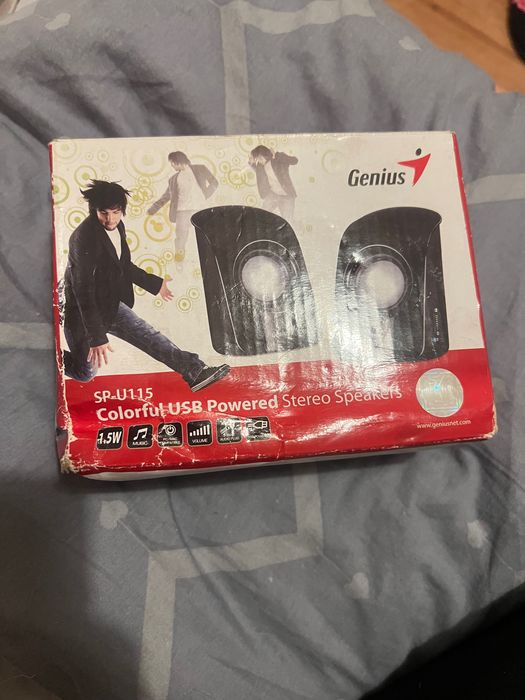 Genius
SP-U115
Colorful USB Powered Stereo Speakers
1.5W
MUSIC
VOLUME
www.geniusnet.com